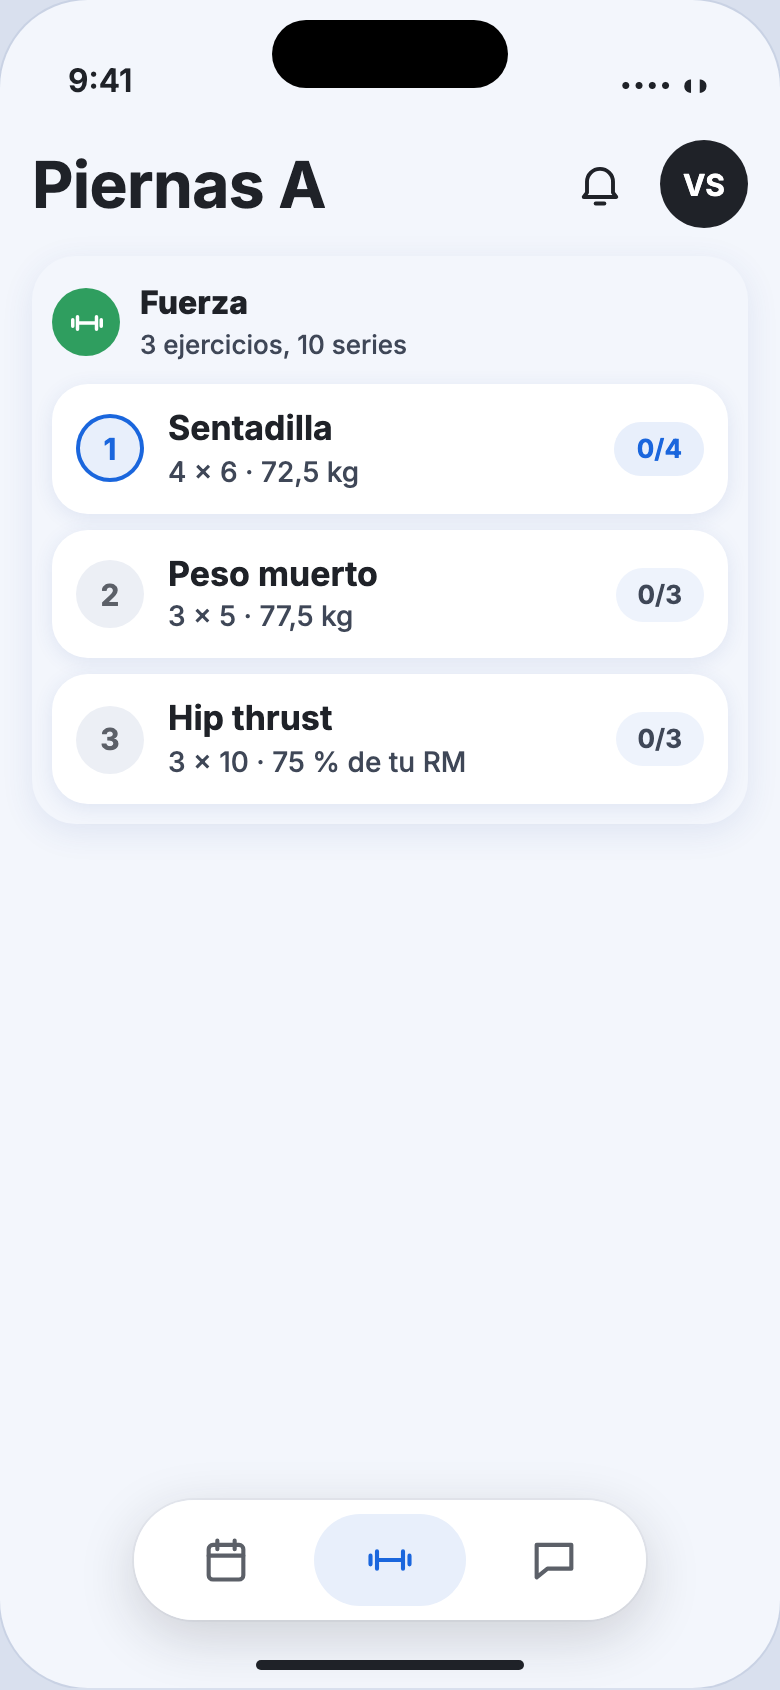 9:41
Piernas A
VS
Fuerza
3 ejercicios, 10 series
1
Sentadilla
4 × 6 · 72,5 kg
0/4
2
Peso muerto
3 × 5 · 77,5 kg
0/3
3
Hip thrust
3 × 10 · 75 % de tu RM
0/3